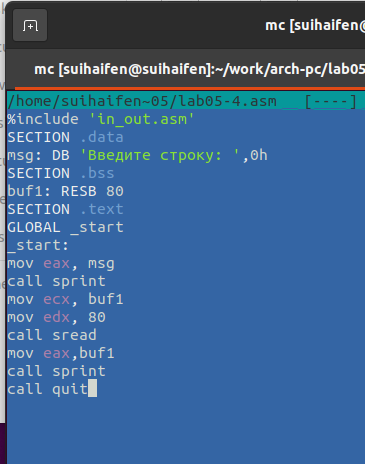 mc [suihaifen@
mc [suihaifen@suihaifen]:~/work/arch-pc/lab05
/home/suihaifen~05/lab05-4.asm [----]
%include 'in_out.asm'
SECTION .data
msg: DB 'Введите строку: ',0h
SECTION .bss
buf1: RESB 80
SECTION .text
GLOBAL _start
_start:
mov eax, msg
call sprint
mov ecx, buf1
mov edx, 80
call sread
mov eax,buf1
call sprint
call quit